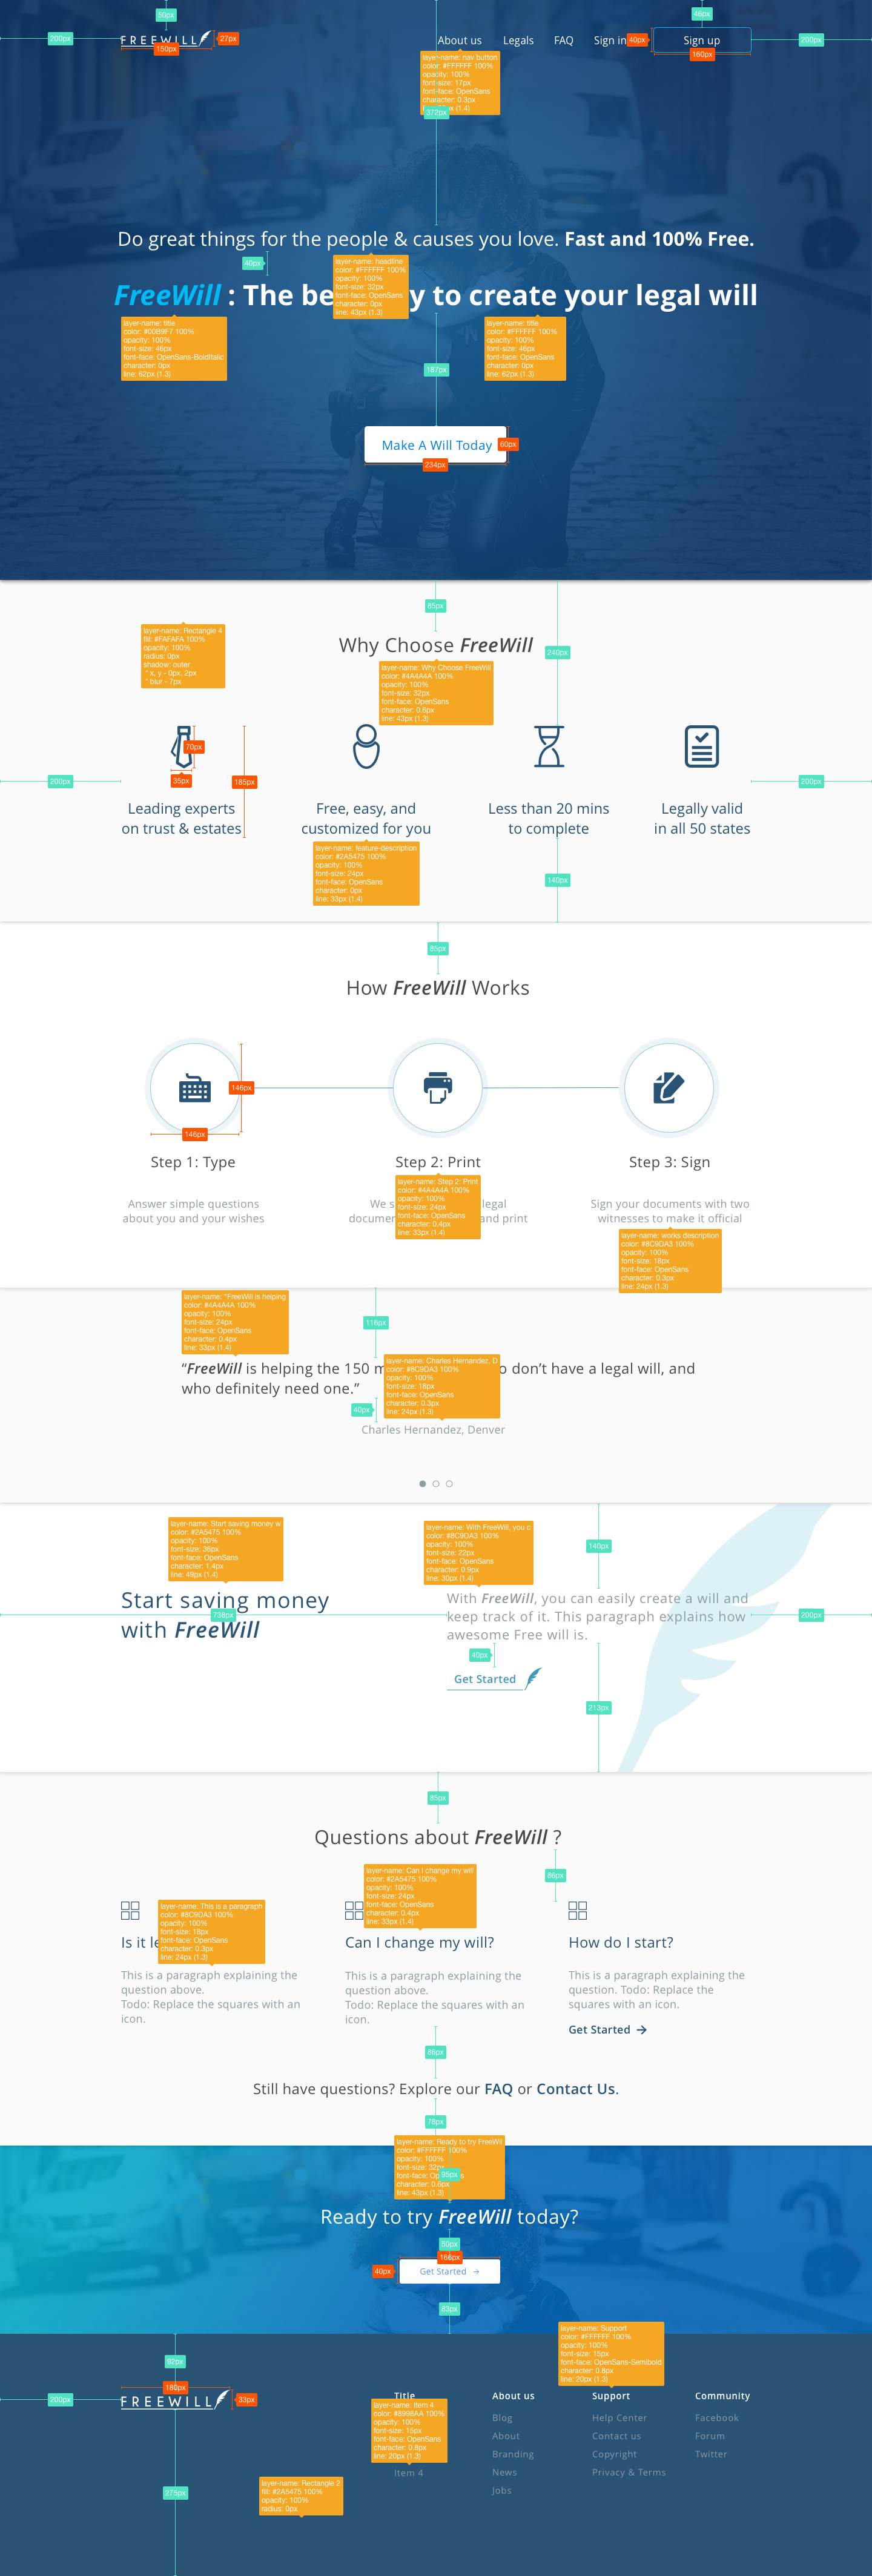 50px
46px
200px
FREEWILL
27px
150px
About us
Legals
FAQ
Sign in
40px
Sign up
160px
200px
layer-name: nav button
color: #FFFFFF 100%
opacity: 100%
font-size: 17px
font-face: OpenSans
character: 0.3px
(1.4)
372px
Do great things for the people & causes you love. Fast and 100% Free.
40px
layer-name: headline
color: #FFFFFF 100%
opacity: 100%
font-size: 32px
font-face: OpenSans
character: 0px
line: 43px (1.3)
FreeWill : The be y to create your legal will
layer-name: title
color: #00B9F7 100%
opacity: 100%
font-size: 46px
font-face: OpenSans-BoldItalic
character: 0px
line: 62px (1.3)
layer-name: title
color: #FFFFFF 100%
opacity: 100%
font-size: 46px
font-face: OpenSans
character: 0px
line: 62px (1.3)
187px
Make A Will Today
60px
234px
85px
layer-name: Rectangle 4
fill: #FAFAFA 100%
opacity: 100%
radius: 0px
shadow: outer
* x, y - 0px, 2px
* blur - 7px
Why Choose FreeWill
240px
layer-name: Why Choose FreeWill
color: #4A4A4A 100%
opacity: 100%
font-size: 32px
font-face: OpenSans
character: 0.6px
line: 43px (1.3)
70px
35px
185px
200px
200px
Leading experts
on trust & estates
Free, easy, and
customized for you
Less than 20 mins
to complete
Legally valid
in all 50 states
layer-name: feature-description
color: #2A5475 100%
opacity: 100%
font-size: 24px
font-face: OpenSans
character: 0px
line: 33px (1.4)
140px
85px
How FreeWill Works
146px
146px
Step 1: Type
Step 2: Print
Step 3: Sign
layer-name: Step 2: Print
color: #4A4A4A 100%
opacity: 100%
font-size: 24px
font-face: OpenSans
character: 0.4px
line: 33px (1.4)
Answer simple questions
about you and your wishes
We s legal
documen and print
Sign your documents with two
witnesses to make it official
layer-name: works description
color: #8C9DA3 100%
opacity: 100%
font-size: 18px
font-face: OpenSans
character: 0.3px
line: 24px (1.3)
layer-name: "FreeWill is helping
color: #4A4A4A 100%
opacity: 100%
font-size: 24px
font-face: OpenSans
character: 0.4px
line: 33px (1.4)
116px
layer-name: Charles Hernandez, D
color: #8C9DA3 100%
opacity: 100%
font-size: 18px
font-face: OpenSans
character: 0.3px
line: 24px (1.3)
“FreeWill is helping the 150 m o don’t have a legal will, and
who definitely need one.”
40px
Charles Hernandez, Denver
layer-name: Start saving money w
color: #2A5475 100%
opacity: 100%
font-size: 36px
font-face: OpenSans
character: 1.4px
line: 49px (1.4)
layer-name: With FreeWill, you c
color: #8C9DA3 100%
opacity: 100%
font-size: 22px
font-face: OpenSans
character: 0.9px
line: 30px (1.4)
140px
Start saving money
with FreeWill
738px
With FreeWill, you can easily create a will and
keep track of it. This paragraph explains how
awesome Free will is.
200px
40px
Get Started
213px
85px
Questions about FreeWill ?
86px
layer-name: Can I change my will
color: #2A5475 100%
opacity: 100%
font-size: 24px
font-face: OpenSans
character: 0.4px
line: 33px (1.4)
layer-name: This is a paragraph
color: #8C9DA3 100%
opacity: 100%
font-size: 18px
font-face: OpenSans
character: 0.3px
line: 24px (1.3)
Is it le
This is a paragraph explaining the
question above.
Todo: Replace the squares with an
icon.
Can I change my will?
This is a paragraph explaining the
question above.
Todo: Replace the squares with an
icon.
How do I start?
This is a paragraph explaining the
question. Todo: Replace the
squares with an icon.
Get Started →
86px
Still have questions? Explore our FAQ or Contact Us.
78px
layer-name: Ready to try FreeWil
color: #FFFFFF 100%
opacity: 100%
font-size: 32px
font-face: Op s
character: 0.6px
line: 43px (1.3)
95px
Ready to try FreeWill today?
50px
166px
40px
Get Started →
83px
92px
180px
200px
FREEWILL
33px
275px
layer-name: Support
color: #FFFFFF 100%
opacity: 100%
font-size: 15px
font-face: OpenSans-Semibold
character: 0.8px
line: 20px (1.3)
Title
layer-name: Item 4
color: #8998AA 100%
opacity: 100%
font-size: 15px
font-face: OpenSans
character: 0.8px
line: 20px (1.3)
Item 4
About us
Blog
About
Branding
News
Jobs
Support
Help Center
Contact us
Copyright
Privacy & Terms
Community
Facebook
Forum
Twitter
layer-name: Rectangle 2
fill: #2A5475 100%
opacity: 100%
radius: 0px